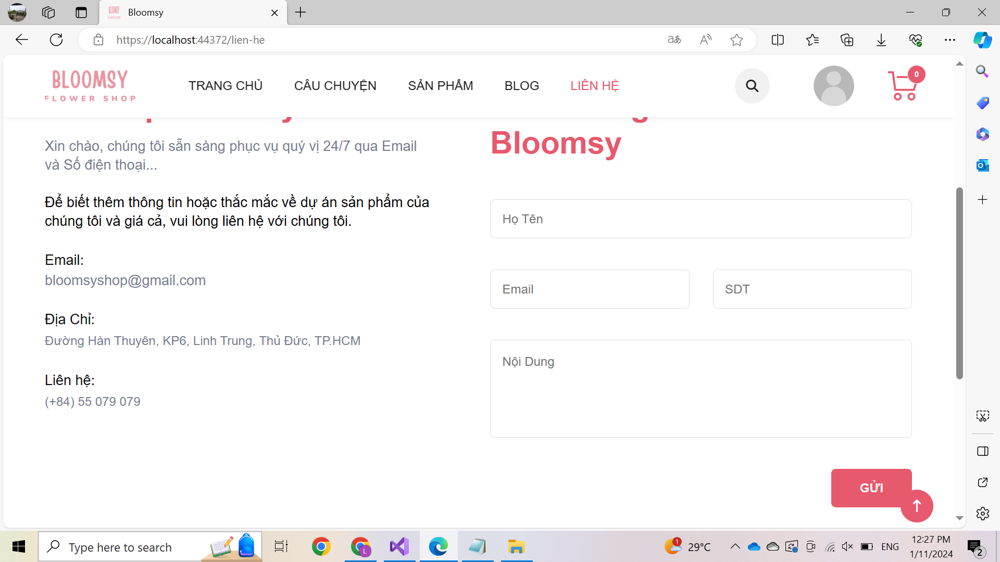 Bloomsy
https://localhost:44372/lien-he
BLOOMSY
FLOWER SHOP
TRANG CHỦ
CÂU CHUYỆN
SẢN PHẨM
BLOG
LIÊN HỆ
0
Xin chào, chúng tôi sẵn sàng phục vụ quý vị 24/7 qua Email
và Số điện thoại...
Để biết thêm thông tin hoặc thắc mắc về dự án sản phẩm của
chúng tôi và giá cả, vui lòng liên hệ với chúng tôi.
Email:
bloomsyshop@gmail.com
Địa Chỉ:
Đường Hàn Thuyên, KP6, Linh Trung, Thủ Đức, TP.HCM
Liên hệ:
(+84) 55 079 079
Bloomsy
Họ Tên
Email
SDT
Nội Dung
GỬI
Type here to search
L
1
29°C
ENG
12:27 PM
1/11/2024
2